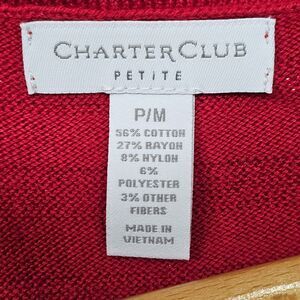 CHARTER CLUB
PETITE
P/M
56% COTTON
27% RAYON
8% NYLON
6%
POLYESTER
3% OTHER
FIBERS
MADE IN
VIETNAM